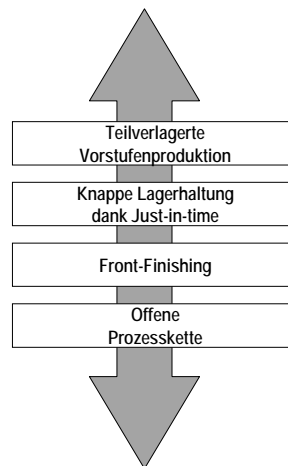 Teilverlagerte
Vorstufenproduktion
Knappe Lagerhaltung
dank Just-in-time
Front-Finishing
Offene
Prozesskette